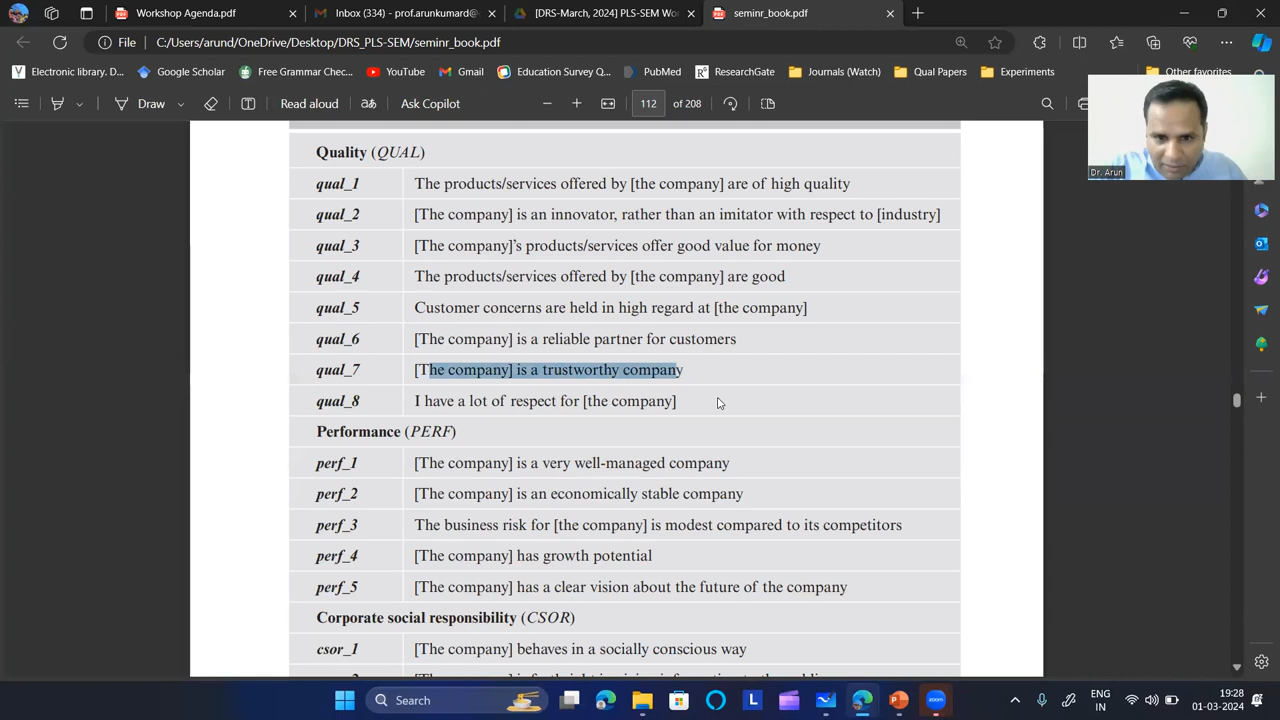 Workshop Agenda.pdf
Inbox (334) - prof.arunkumard@
[DRS-March, 2024] PLS-SEM Wo
seminr_book.pdf
File
C:/Users/arund/OneDrive/Desktop/DRS_PLS-SEM/seminr_book.pdf
Electronic library. D...
Google Scholar
Free Grammar Chec...
YouTube
Gmail
Education Survey Q...
PubMed
ResearchGate
Journals (Watch)
Qual Papers
Experiments
Other favorites
Draw
Read aloud
Ask Copilot
112 of 208
Dr. Arun
Quality (QUAL)
qual_1 The products/services offered by [the company] are of high quality
qual_2 [The company] is an innovator, rather than an imitator with respect to [industry]
qual_3 [The company]'s products/services offer good value for money
qual_4 The products/services offered by [the company] are good
qual_5 Customer concerns are held in high regard at [the company]
qual_6 [The company] is a reliable partner for customers
qual_7 [The company] is a trustworthy company
qual_8 I have a lot of respect for [the company]
Performance (PERF)
perf_1 [The company] is a very well-managed company
perf_2 [The company] is an economically stable company
perf_3 The business risk for [the company] is modest compared to its competitors
perf_4 [The company] has growth potential
perf_5 [The company] has a clear vision about the future of the company
Corporate social responsibility (CSOR)
csor_1 [The company] behaves in a socially conscious way
Search
zoom
ENG
IN
19:28
01-03-2024